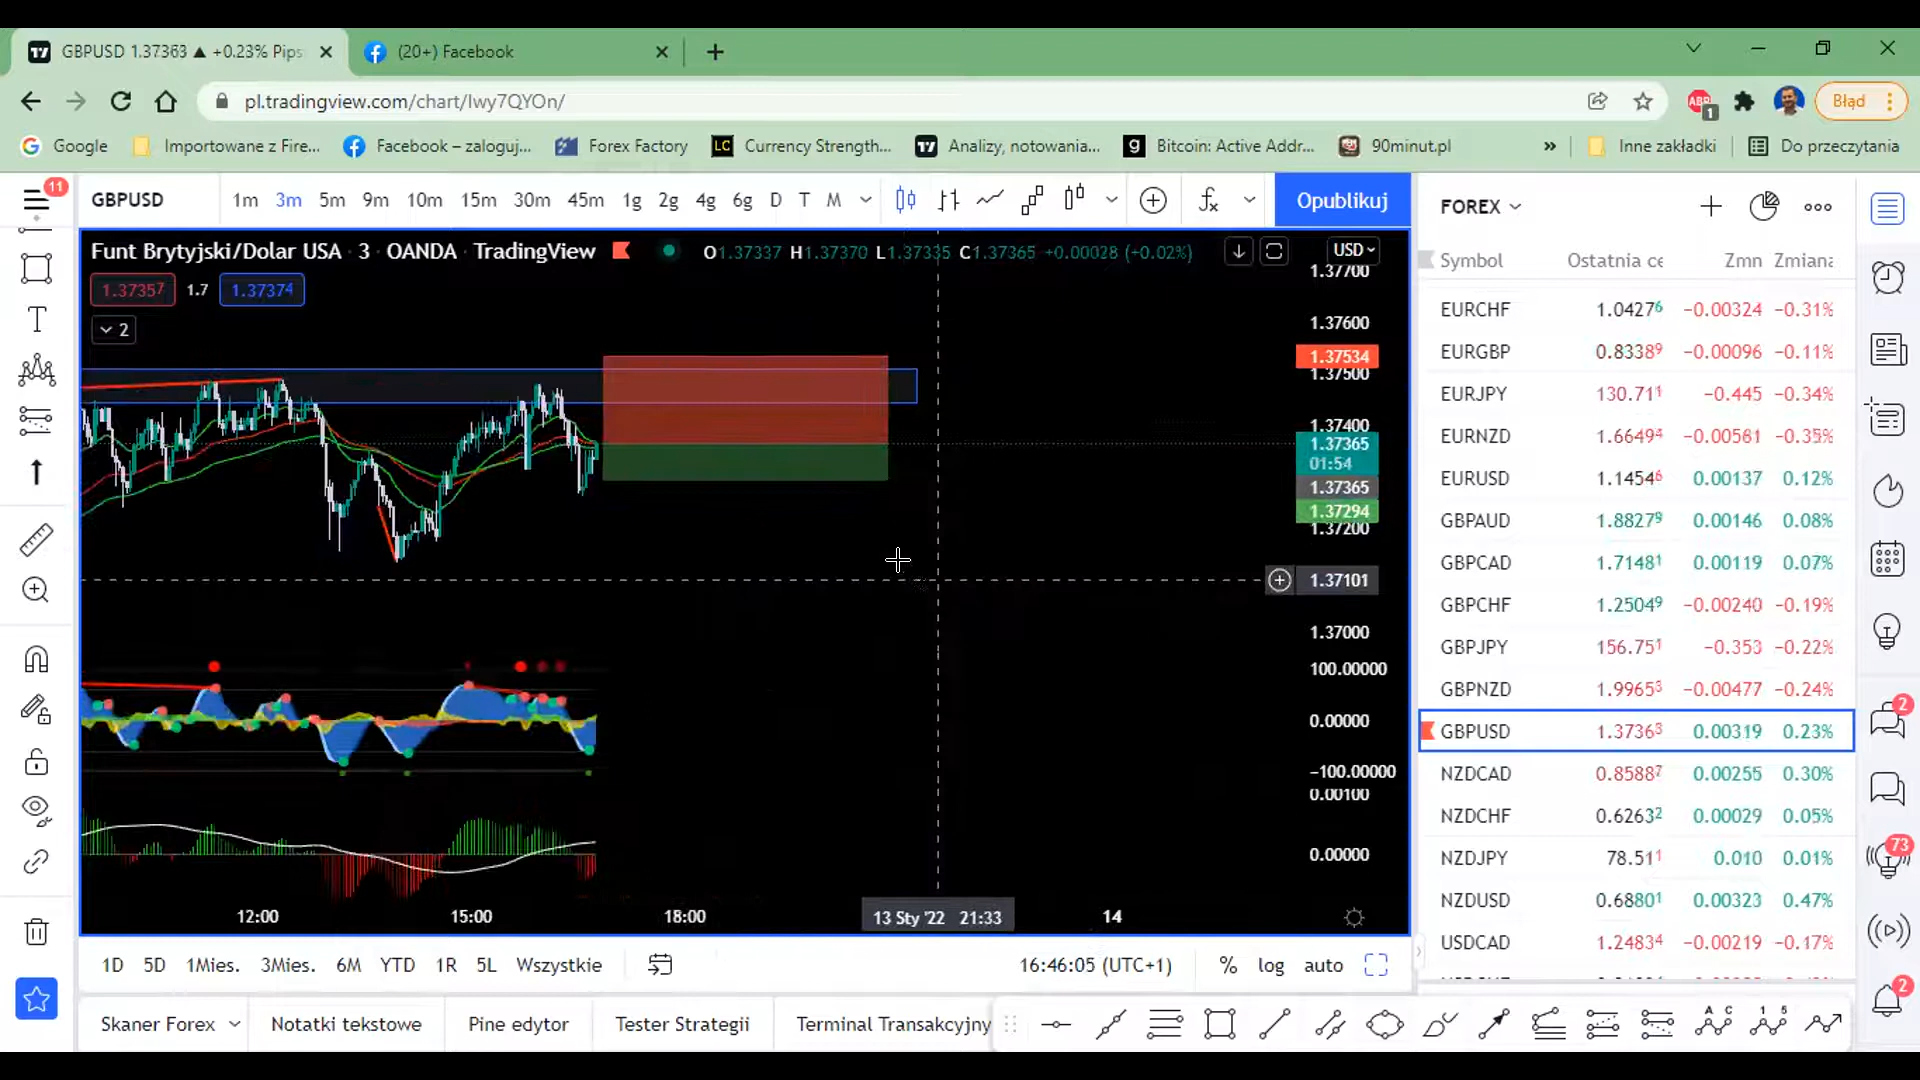 GBPUSD 1.37363 ▲ +0.23% Pips
(20+) Facebook
pl.tradingview.com/chart/lwy7QYOn/
ABP
1
Błąd
Google
Importowane z Fire...
Facebook – zaloguj...
Forex Factory
LC
Currency Strength...
Analizy, notowania...
Bitcoin: Active Addr...
90minut.pl
»
Inne zakładki
Do przeczytania
11
GBPUSD
1m 3m 5m 9m 10m 15m 30m 45m 1g 2g 4g 6g D T M
Opublikuj
Funt Brytyjski/Dolar USA · 3 · OANDA · TradingView
O1.37337 H1.37370 L1.37335 C1.37365 +0.00028 (+0.02%)
USD
1.37357 1.7 1.37374
2
1.37700
1.37600
1.37534
1.37500
1.37400
1.37365
01:54
1.37365
1.37294
1.37200
1.37101
1.37000
100.00000
0.00000
−100.00000
0.00100
0.00000
12:00 15:00 18:00 13 Sty '22 21:33 14
1D 5D 1Mies. 3Mies. 6M YTD 1R 5L Wszystkie
16:46:05 (UTC+1) % log auto
Skaner Forex
Notatki tekstowe
Pine edytor
Tester Strategii
Terminal Transakcyjny
FOREX
Symbol Ostatnia ce Zmn Zmiana
EURCHF 1.04276 −0.00324 −0.31%
EURGBP 0.83389 −0.00096 −0.11%
EURJPY 130.711 −0.445 −0.34%
EURNZD 1.66494 −0.00581 −0.35%
EURUSD 1.14546 0.00137 0.12%
GBPAUD 1.88279 0.00146 0.08%
GBPCAD 1.71481 0.00119 0.07%
GBPCHF 1.25049 −0.00240 −0.19%
GBPJPY 156.751 −0.353 −0.22%
GBPNZD 1.99653 −0.00477 −0.24%
GBPUSD 1.37363 0.00319 0.23%
NZDCAD 0.85887 0.00255 0.30%
NZDCHF 0.62632 0.00029 0.05%
NZDJPY 78.511 0.010 0.01%
NZDUSD 0.68801 0.00323 0.47%
USDCAD 1.24834 −0.00219 −0.17%
2
73
2